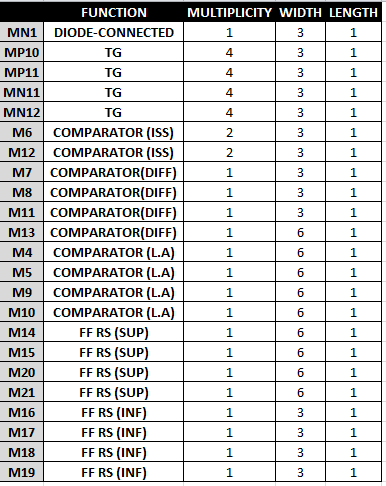 FUNCTION MULTIPLICITY WIDTH LENGTH
MN1 DIODE-CONNECTED 1 3 1
MP10 TG 4 3 1
MP11 TG 4 3 1
MN11 TG 4 3 1
MN12 TG 4 3 1
M6 COMPARATOR (ISS) 2 3 1
M12 COMPARATOR (ISS) 2 3 1
M7 COMPARATOR(DIFF) 1 3 1
M8 COMPARATOR(DIFF) 1 3 1
M11 COMPARATOR(DIFF) 1 3 1
M13 COMPARATOR(DIFF) 1 6 1
M4 COMPARATOR (L.A) 1 6 1
M5 COMPARATOR (L.A) 1 6 1
M9 COMPARATOR (L.A) 1 6 1
M10 COMPARATOR (L.A) 1 6 1
M14 FF RS (SUP) 1 6 1
M15 FF RS (SUP) 1 6 1
M20 FF RS (SUP) 1 6 1
M21 FF RS (SUP) 1 6 1
M16 FF RS (INF) 1 3 1
M17 FF RS (INF) 1 3 1
M18 FF RS (INF) 1 3 1
M19 FF RS (INF) 1 3 1